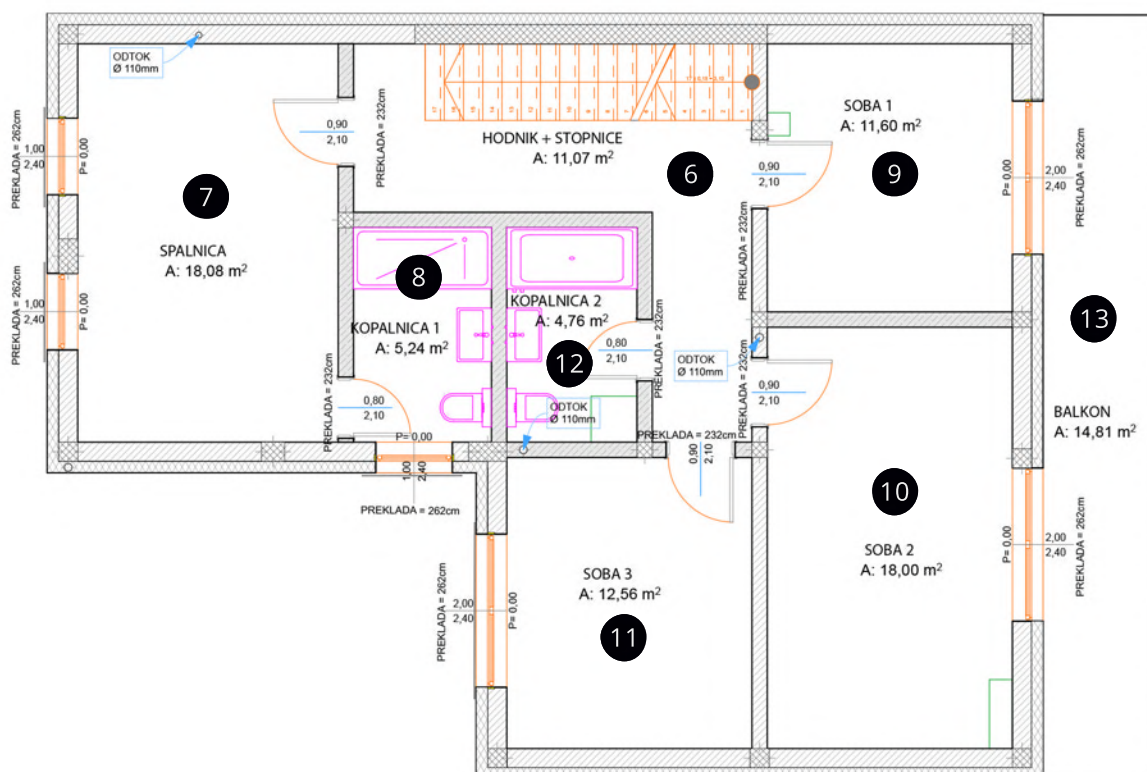 ODTOK
Ø 110mm
PREKLADA = 262cm
1,00
2,40
P= 0,00
7
SPALNICA
A: 18,08 m²
PREKLADA = 262cm
1,00
2,40
P= 0,00
0,90
2,10
PREKLADA = 232cm
HODNIK + STOPNICE
A: 11,07 m²
6
0,90
2,10
PREKLADA = 232cm
SOBA 1
A: 11,60 m²
9
P= 0,00
2,00
2,40
PREKLADA = 262cm
8
KOPALNICA 1
A: 5,24 m²
0,80
2,10
PREKLADA = 232cm
KOPALNICA 2
A: 4,76 m²
12
0,80
2,10
PREKLADA = 232cm
ODTOK
Ø 110mm
ODTOK
Ø 110mm
PREKLADA = 232cm
0,90
2,10
13
BALKON
A: 14,81 m²
P= 0,00
1,00
2,40
PREKLADA = 262cm
PREKLADA = 232cm
0,90
2,10
10
SOBA 2
A: 18,00 m²
P= 0,00
2,00
2,40
PREKLADA = 262cm
PREKLADA = 262cm
2,00
2,40
P= 0,00
SOBA 3
A: 12,56 m²
11